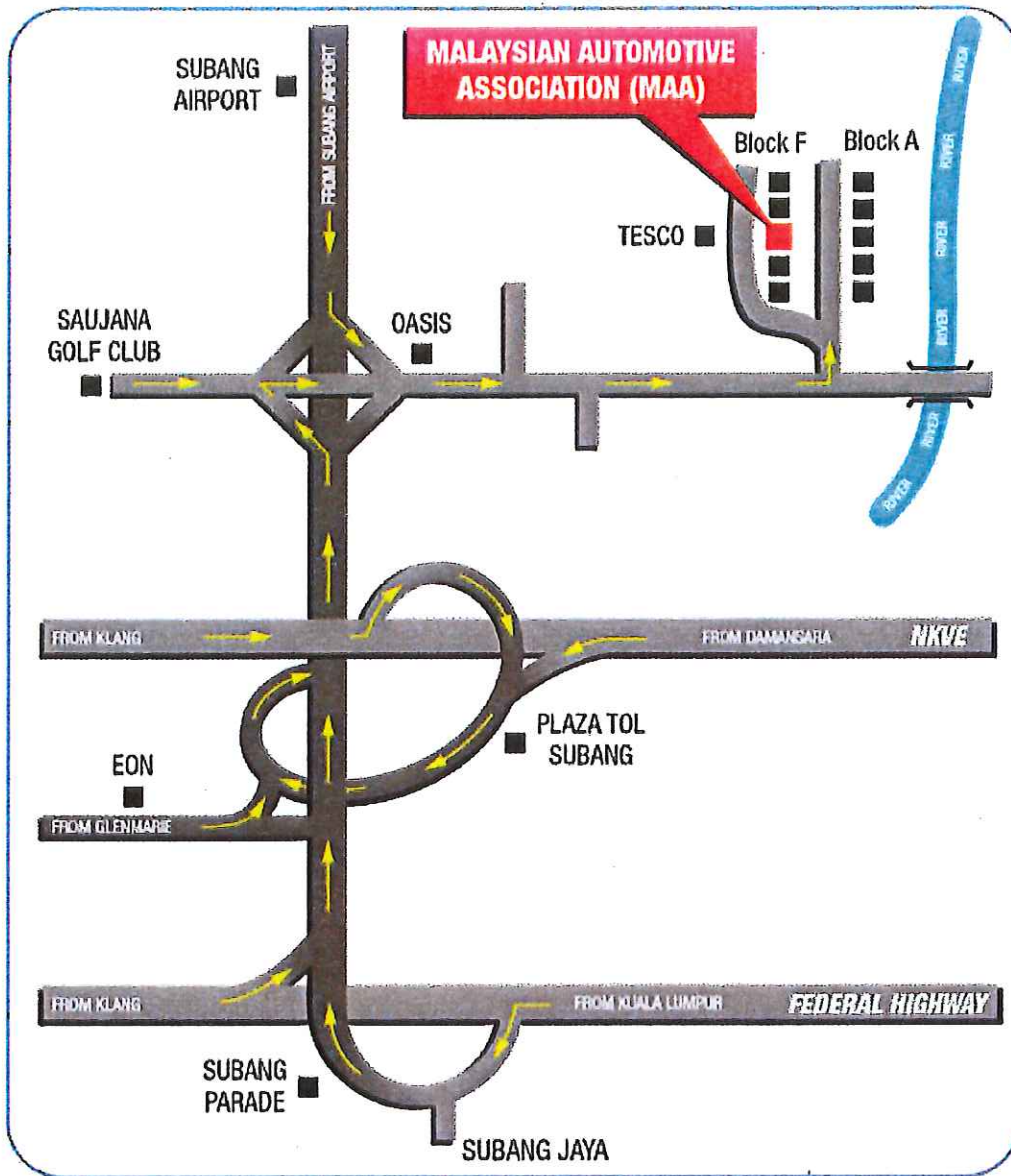 MALAYSIAN AUTOMOTIVE
ASSOCIATION (MAA)
SUBANG
AIRPORT
FROM SUBANG AIRPORT
Block F
Block A
TESCO
RIVER
RIVER
RIVER
RIVER
RIVER
RIVER
RIVER
SAUJANA
GOLF CLUB
OASIS
FROM KLANG
FROM DAMANSARA
NKVE
PLAZA TOL
SUBANG
EON
FROM GLENMARIE
FROM KLANG
FROM KUALA LUMPUR
FEDERAL HIGHWAY
SUBANG
PARADE
SUBANG JAYA